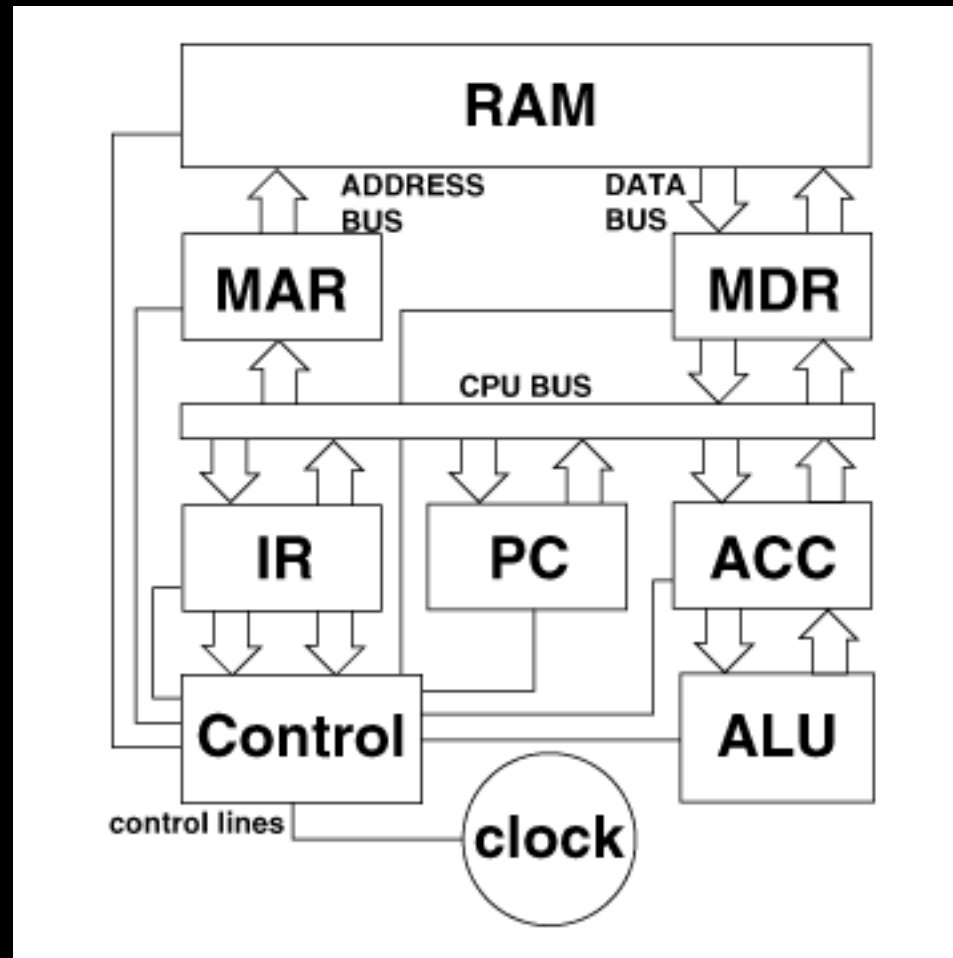 RAM
ADDRESS
BUS
DATA
BUS
MAR
MDR
CPU BUS
IR
PC
ACC
Control
ALU
control lines
clock